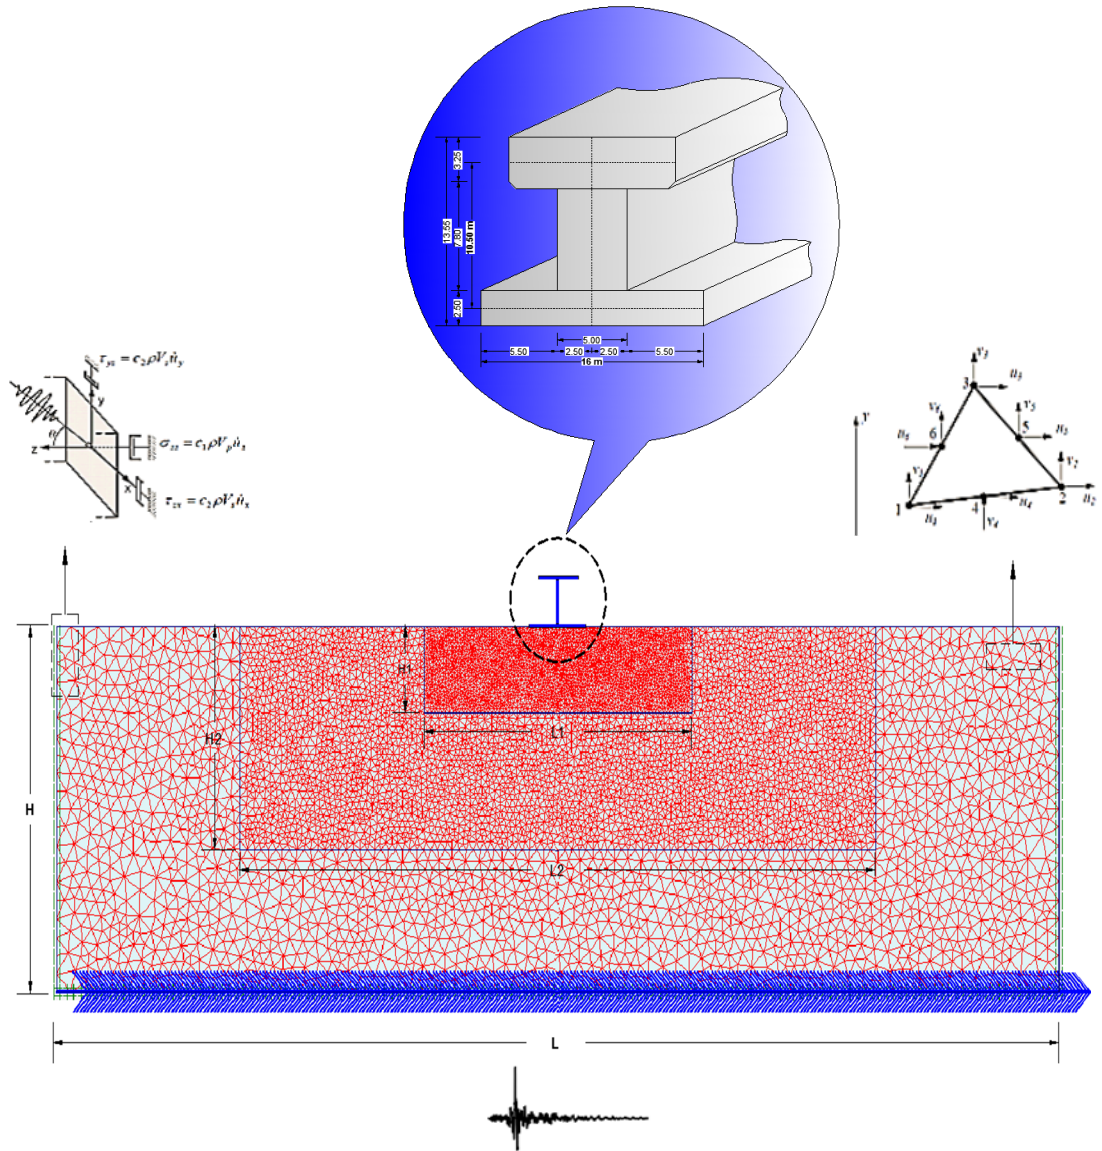 3.25
13.55
7.80
10.50 m
2.50
5.00
5.50 2.50 2.50 5.50
16 m
τyz = c2ρVsu̇y
y
θ
z
σzz = c1ρVpu̇z
x
τzx = c2ρVsu̇x
y
v3
3
u3
v6
v5
u6
6
5
u5
v1
v2
1
u1
4
u4
2
u2
v4
H1
L1
H2
H
L2
L